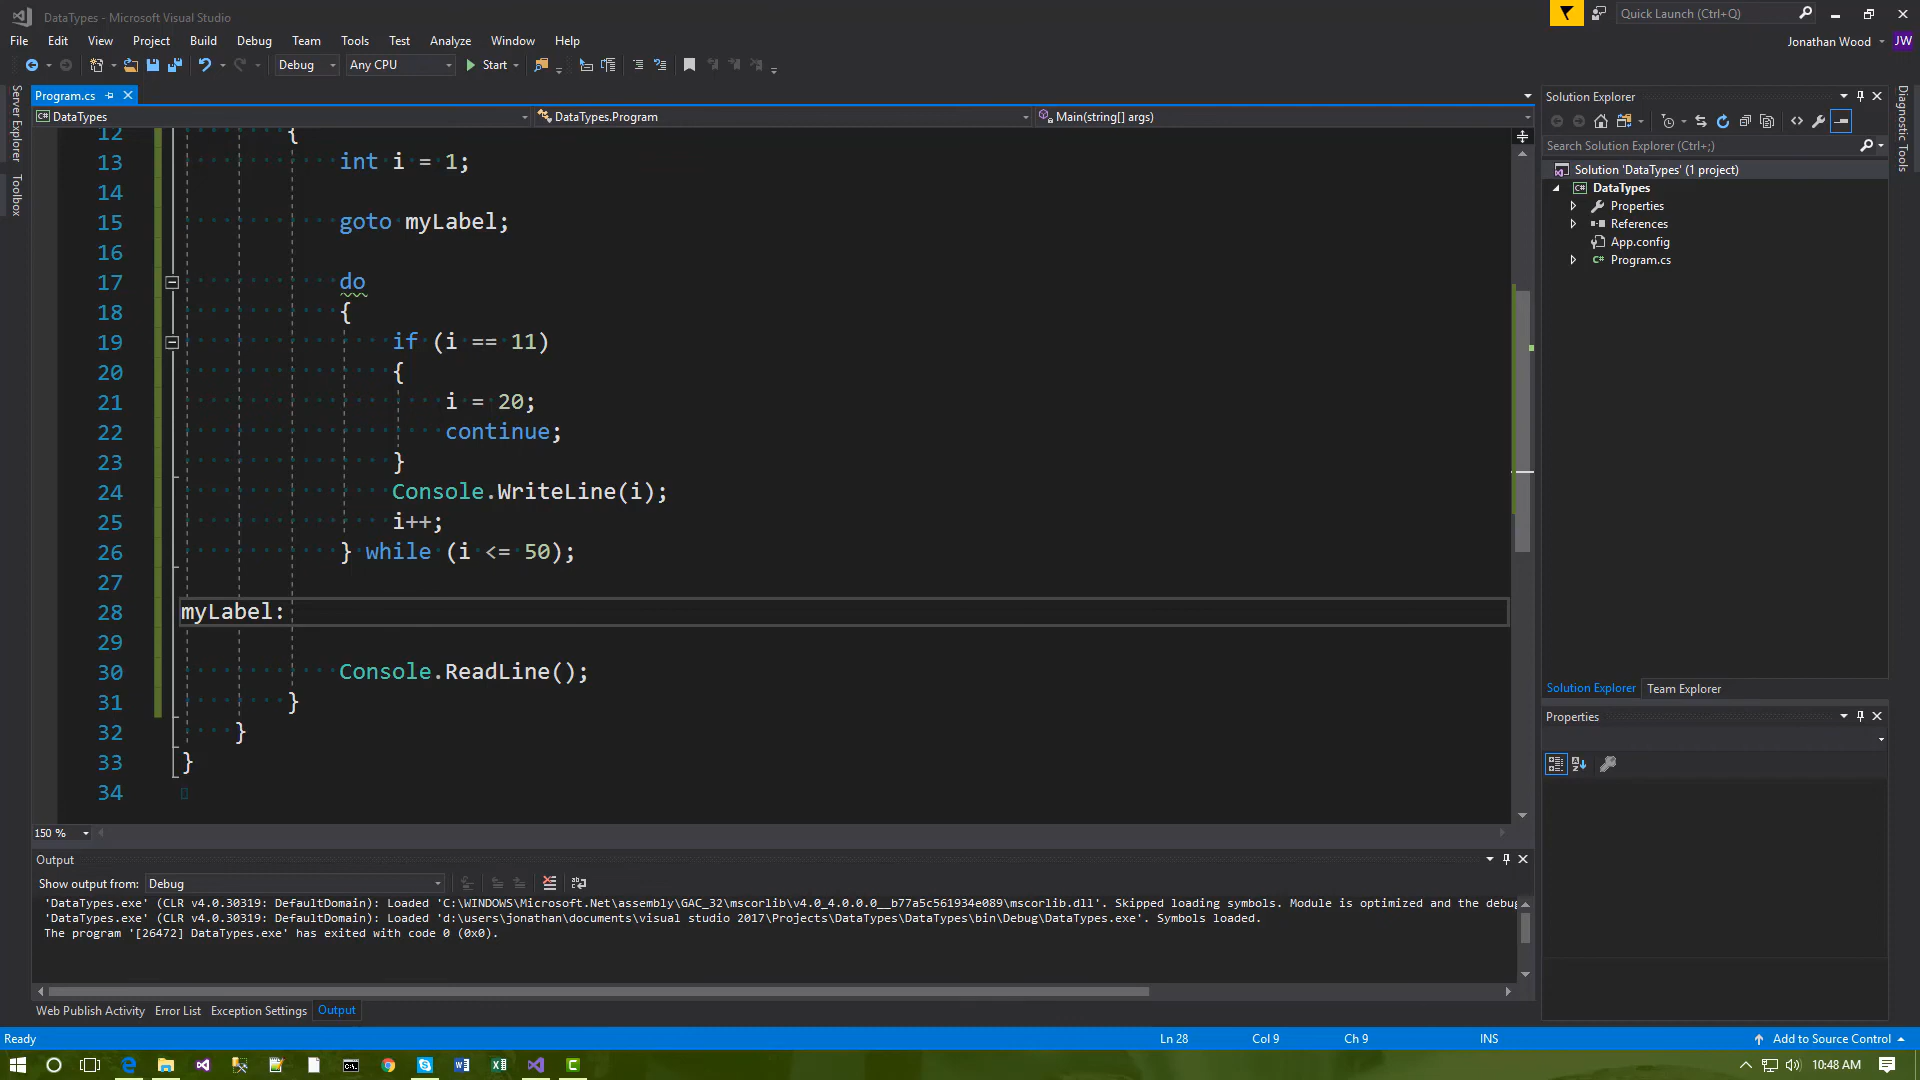 DataTypes - Microsoft Visual Studio
Quick Launch (Ctrl+Q)
File Edit View Project Build Debug Team Tools Test Analyze Window Help
Jonathan Wood JW
Debug Any CPU Start
Server Explorer
Toolbox
Program.cs
DataTypes DataTypes.Program Main(string[] args)
12 {
13 int i = 1;
14
15 goto myLabel;
16
17 do
18 {
19 if (i == 11)
20 {
21 i = 20;
22 continue;
23 }
24 Console.WriteLine(i);
25 i++;
26 } while (i <= 50);
27
28 myLabel:
29
30 Console.ReadLine();
31 }
32 }
33 }
34
150 %
Solution Explorer
Search Solution Explorer (Ctrl+;)
Solution 'DataTypes' (1 project)
DataTypes
Properties
References
App.config
C# Program.cs
Solution Explorer Team Explorer
Properties
Diagnostic Tools
Output
Show output from: Debug
'DataTypes.exe' (CLR v4.0.30319: DefaultDomain): Loaded 'C:\WINDOWS\Microsoft.Net\assembly\GAC_32\mscorlib\v4.0_4.0.0.0__b77a5c561934e089\mscorlib.dll'. Skipped loading symbols. Module is optimized and the debug
'DataTypes.exe' (CLR v4.0.30319: DefaultDomain): Loaded 'd:\users\jonathan\documents\visual studio 2017\Projects\DataTypes\DataTypes\bin\Debug\DataTypes.exe'. Symbols loaded.
The program '[26472] DataTypes.exe' has exited with code 0 (0x0).
Web Publish Activity Error List Exception Settings Output
Ready Ln 28 Col 9 Ch 9 INS Add to Source Control
10:48 AM